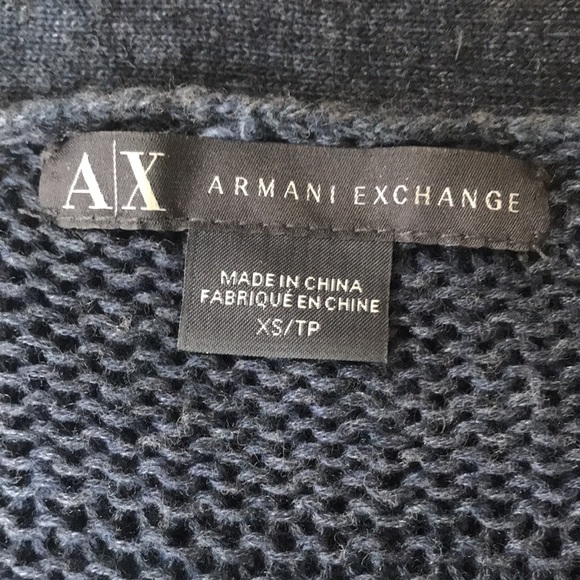 A|X ARMANI EXCHANGE
MADE IN CHINA
FABRIQUÉ EN CHINE
XS/TP